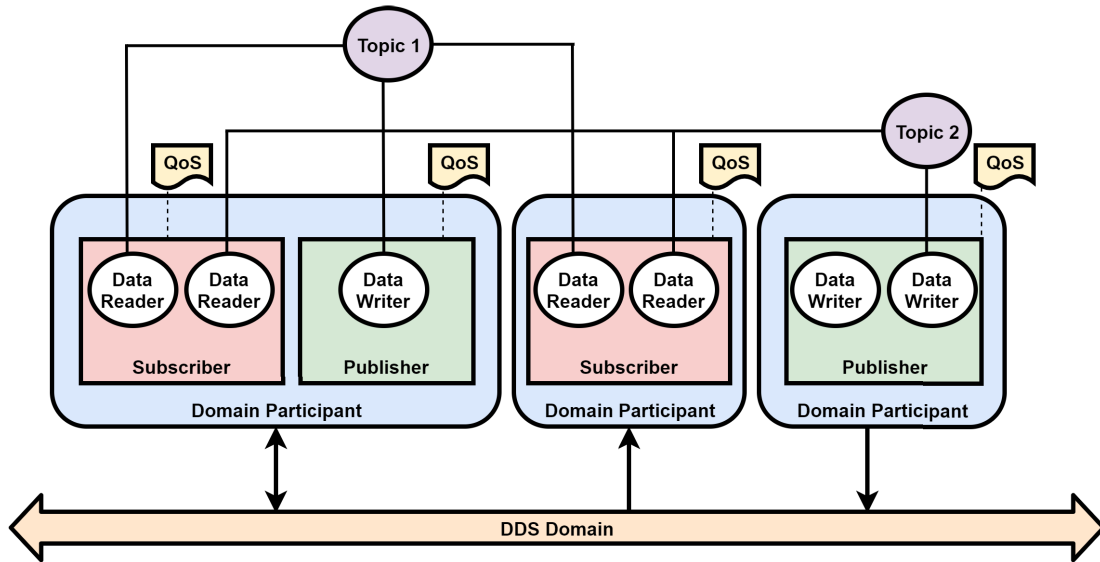 Topic 1
Topic 2
QoS
QoS
QoS
QoS
Data
Reader
Data
Reader
Data
Writer
Data
Reader
Data
Reader
Data
Writer
Data
Writer
Subscriber
Publisher
Subscriber
Publisher
Domain Participant
Domain Participant
Domain Participant
DDS Domain